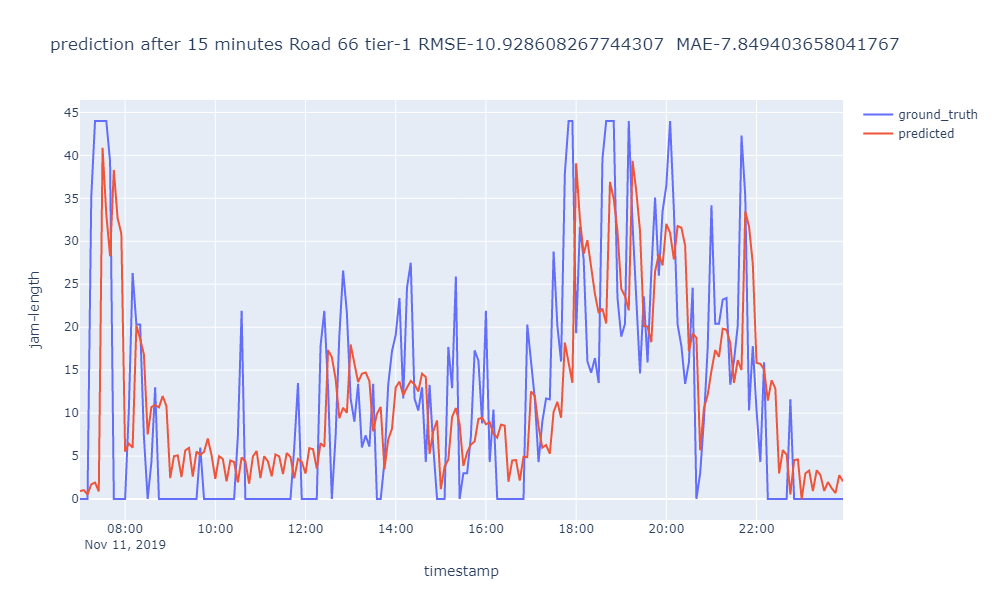 prediction after 15 minutes Road 66 tier-1 RMSE-10.928608267744307  MAE-7.849403658041767
ground_truth
predicted
jam-length
45
40
35
30
25
20
15
10
5
0
08:00 10:00 12:00 14:00 16:00 18:00 20:00 22:00
Nov 11, 2019
timestamp